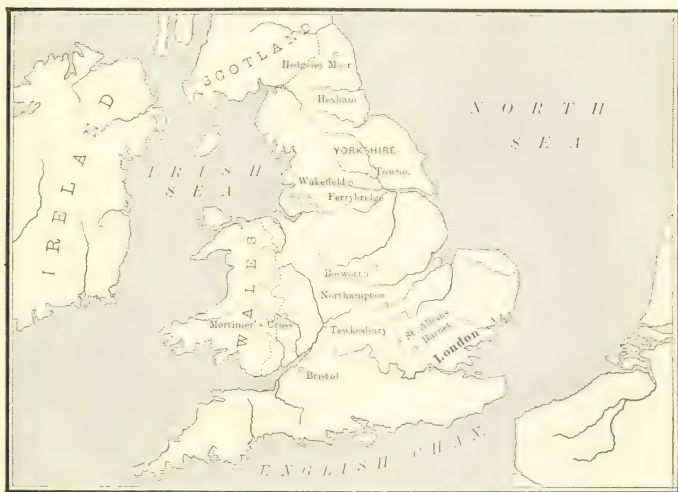 SCOTLAND
Hedgeley Moor
Hexham
NORTH
SEA
IRELAND
IRISH
SEA
YORKSHIRE
Towton
Wakefield
Ferrybridge
WALES
Bosworth
Northampton
Mortimer's Cross
Tewkesbury
St. Albans
Barnet
London
Bristol
ENGLISH CHAN